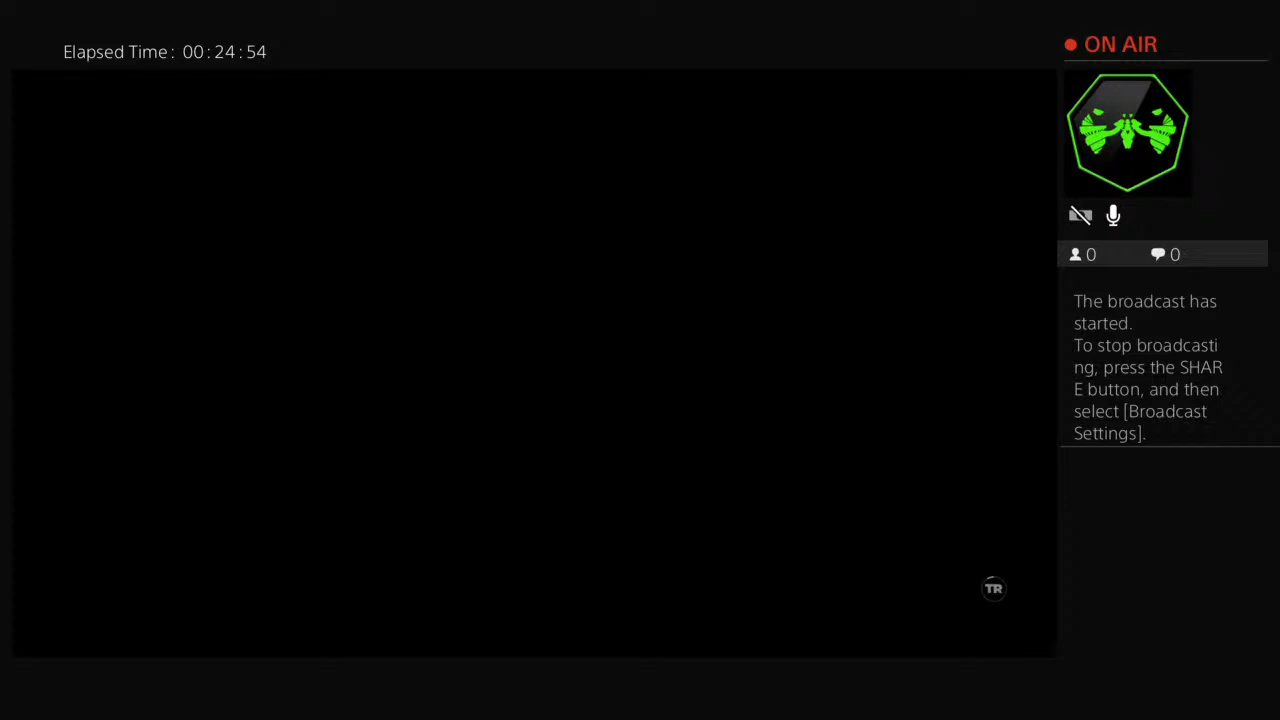 Elapsed Time: 00:24:54
ON AIR
0 0
The broadcast has
started.
To stop broadcasti
ng, press the SHAR
E button, and then
select [Broadcast
Settings].
TR